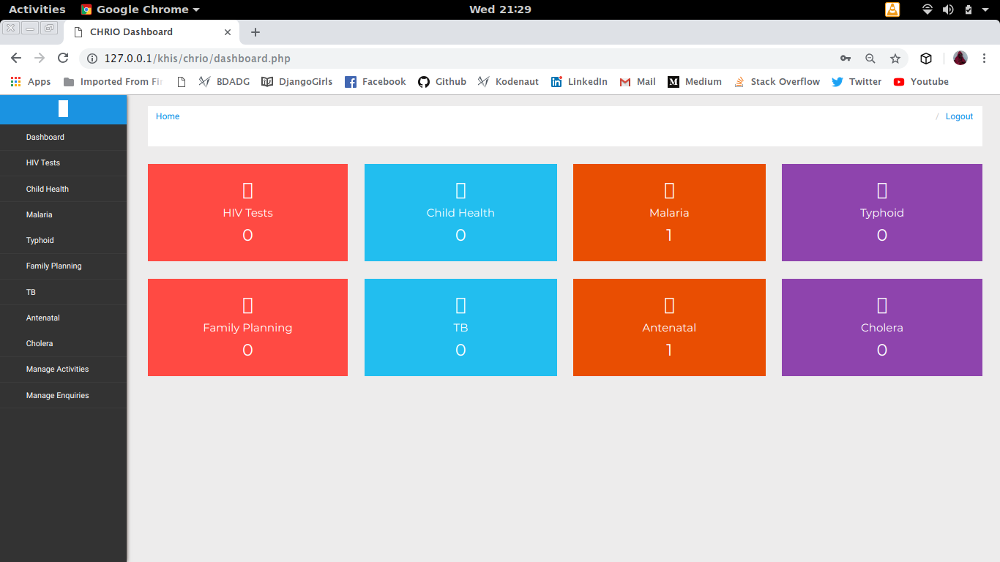 Activities Google Chrome Wed 21:29
CHRIO Dashboard
127.0.0.1/khis/chrio/dashboard.php
Apps Imported From Fir BDADG DjangoGirls Facebook Github Kodenaut LinkedIn Mail Medium Stack Overflow Twitter Youtube
Home / Logout
Dashboard
HIV Tests
Child Health
Malaria
Typhoid
Family Planning
TB
Antenatal
Cholera
Manage Activities
Manage Enquiries
HIV Tests Child Health Malaria Typhoid
0 0 1 0
Family Planning TB Antenatal Cholera
0 0 1 0